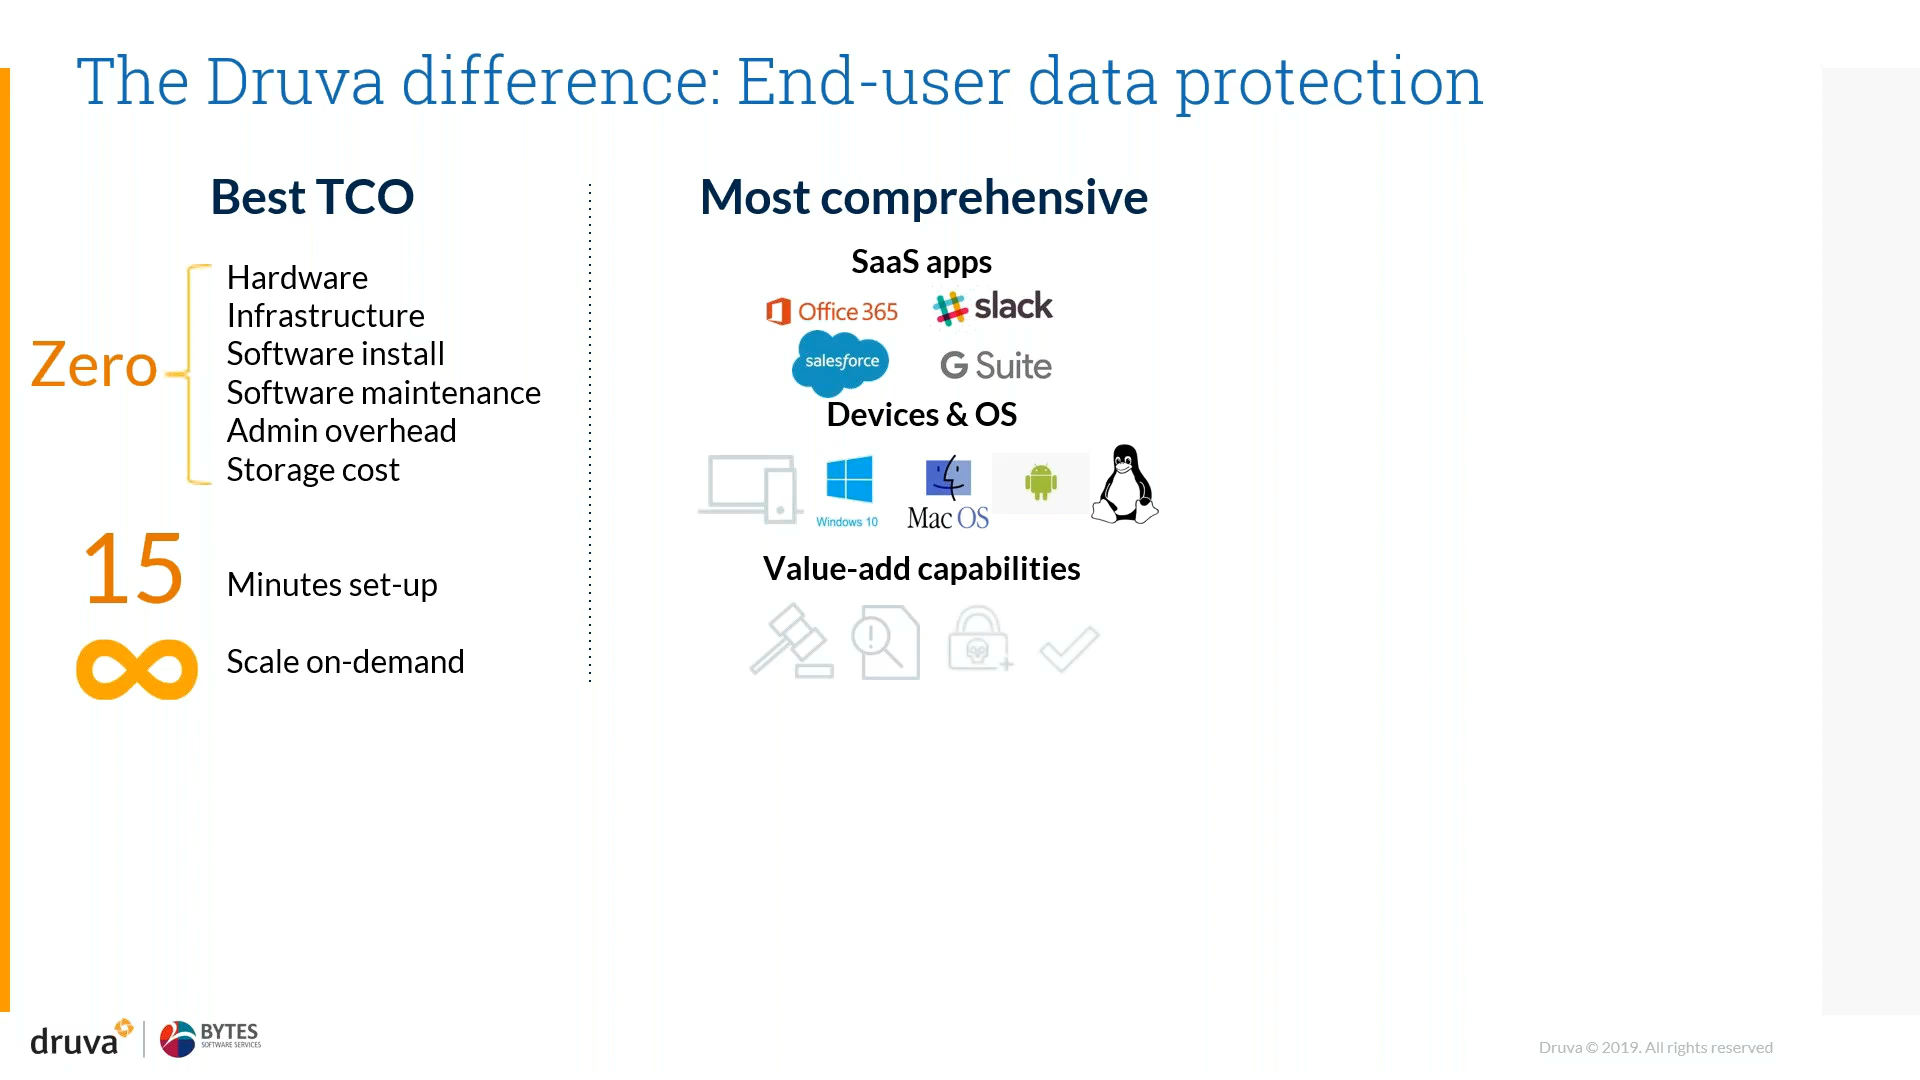 The Druva difference: End-user data protection
Best TCO
Zero
Hardware
Infrastructure
Software install
Software maintenance
Admin overhead
Storage cost
15
Minutes set-up
∞
Scale on-demand
Most comprehensive
SaaS apps
Office 365
slack
salesforce
G Suite
Devices & OS
Windows 10
Mac OS
Value-add capabilities
druva
BYTES
SOFTWARE SERVICES
Druva © 2019. All rights reserved